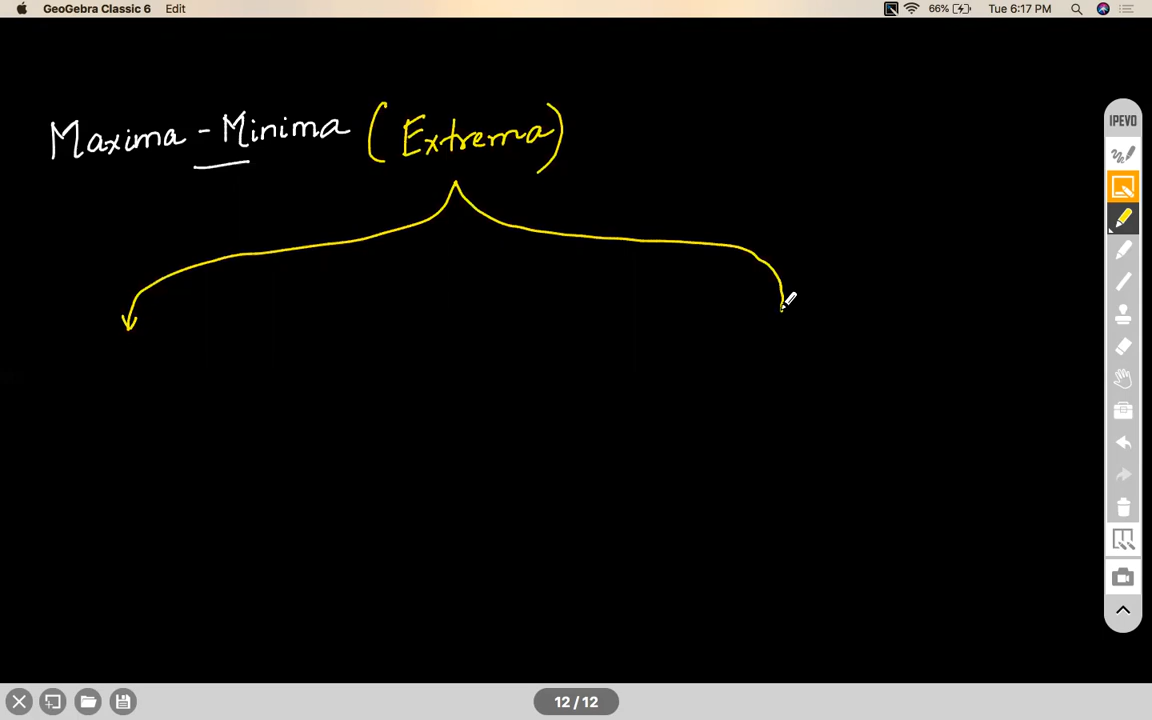 GeoGebra Classic 6 Edit 66% Tue 6:17 PM
IPEVO
Maxima - Minima (Extrema)
12 / 12